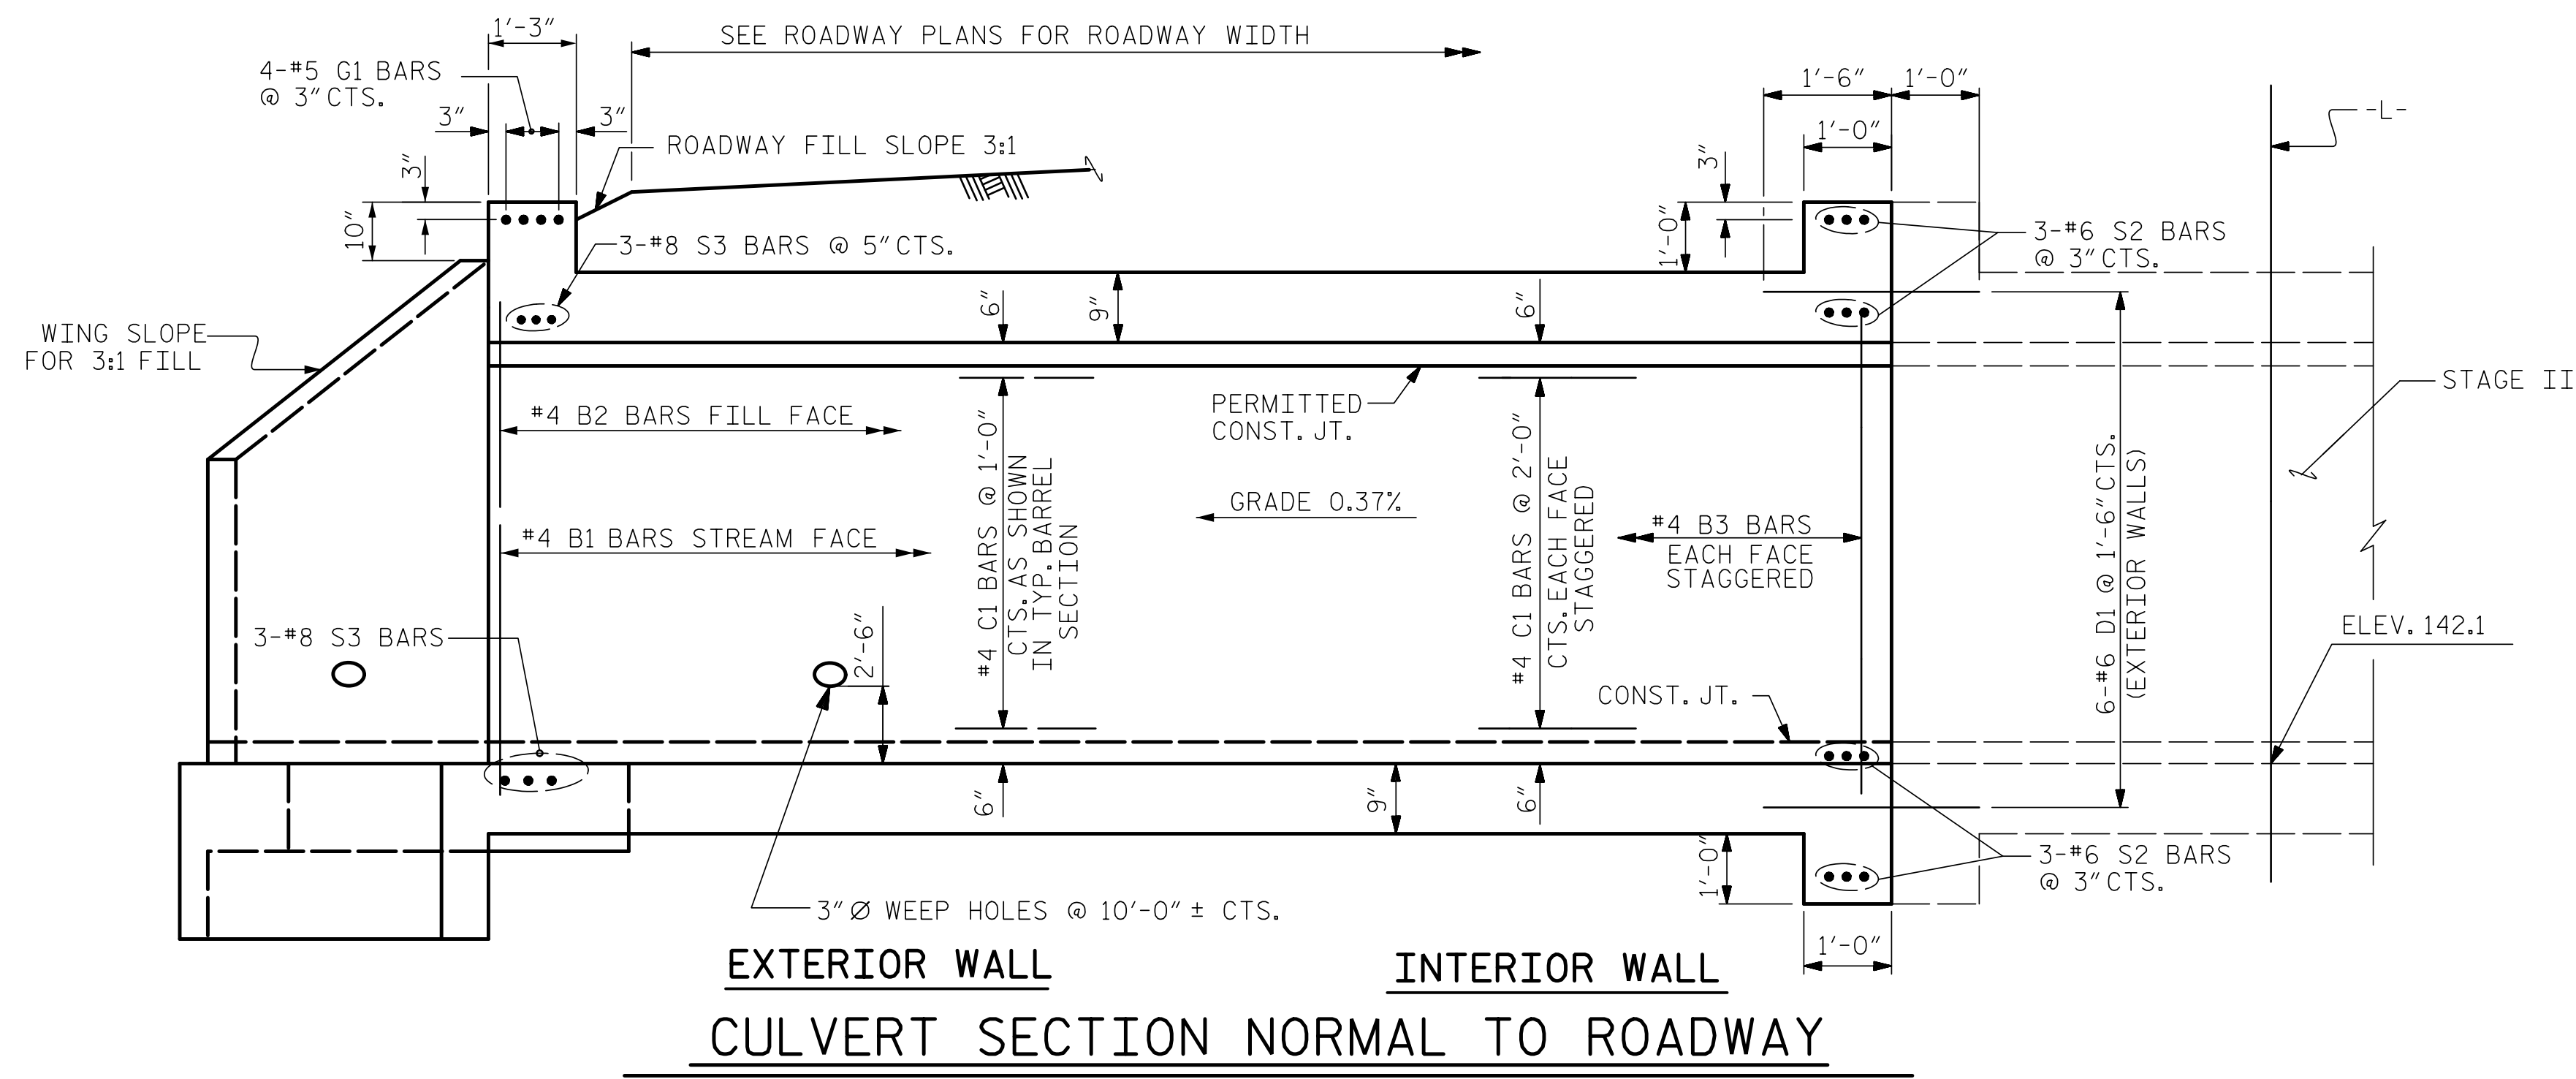 1'-3"
SEE ROADWAY PLANS FOR ROADWAY WIDTH
4-#5 G1 BARS
@ 3" CTS.
3"
3"
1'-6"
1'-0"
-L-
1'-0"
ROADWAY FILL SLOPE 3:1
3"
3"
10"
1'-0"
3-#8 S3 BARS @ 5" CTS.
3-#6 S2 BARS
@ 3" CTS.
6"
9"
6"
WING SLOPE
FOR 3:1 FILL
STAGE II
#4 B2 BARS FILL FACE
PERMITTED
CONST. JT.
#4 C1 BARS @ 1'-0"
CTS. AS SHOWN
IN TYP. BARREL
SECTION
GRADE 0.37%
#4 C1 BARS @ 2'-0"
CTS. EACH FACE
STAGGERED
#4 B3 BARS
EACH FACE
STAGGERED
6-#6 D1 @ 1'-6" CTS.
(EXTERIOR WALLS)
#4 B1 BARS STREAM FACE
3-#8 S3 BARS
2'-6"
ELEV. 142.1
CONST. JT.
6"
9"
6"
1'-0"
3-#6 S2 BARS
@ 3" CTS.
3" Ø WEEP HOLES @ 10'-0" ± CTS.
1'-0"
EXTERIOR WALL
INTERIOR WALL
CULVERT SECTION NORMAL TO ROADWAY